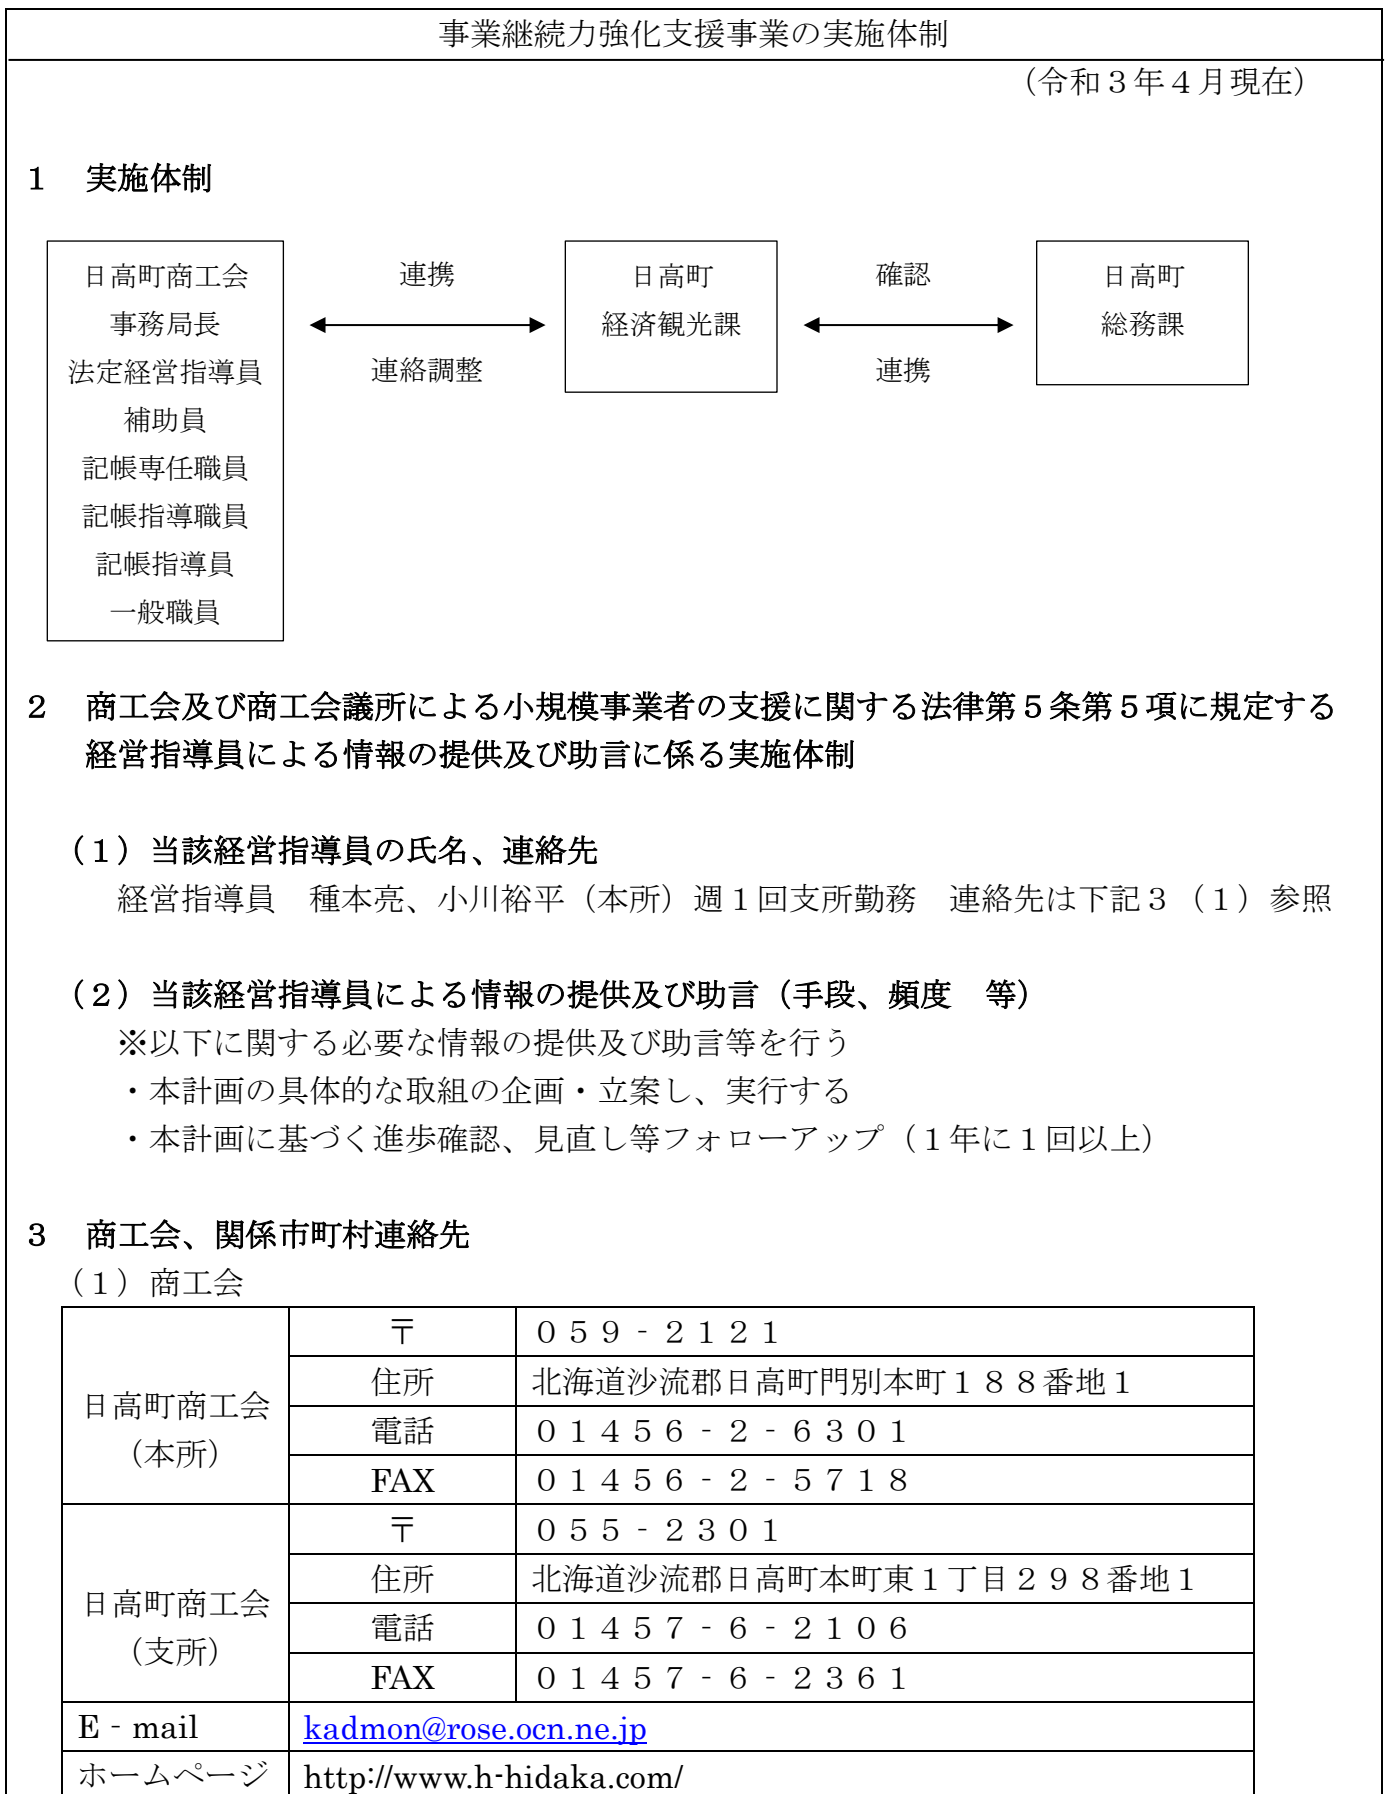 事業継続力強化支援事業の実施体制
（令和３年４月現在）
１　実施体制
日高町商工会
事務局長
法定経営指導員
補助員
記帳専任職員
記帳指導職員
記帳指導員
一般職員
連携
連絡調整
日高町
経済観光課
確認
連携
日高町
総務課
２　商工会及び商工会議所による小規模事業者の支援に関する法律第５条第５項に規定する
経営指導員による情報の提供及び助言に係る実施体制
（１）当該経営指導員の氏名、連絡先
経営指導員　種本亮、小川裕平（本所）週１回支所勤務　連絡先は下記３（１）参照
（２）当該経営指導員による情報の提供及び助言（手段、頻度　等）
※以下に関する必要な情報の提供及び助言等を行う
・本計画の具体的な取組の企画・立案し、実行する
・本計画に基づく進歩確認、見直し等フォローアップ（１年に１回以上）
３　商工会、関係市町村連絡先
（１）商工会
日高町商工会
（本所）
〒　０５９‐２１２１
住所　北海道沙流郡日高町門別本町１８８番地１
電話　０１４５６‐２‐６３０１
FAX　０１４５６‐２‐５７１８
日高町商工会
（支所）
〒　０５５‐２３０１
住所　北海道沙流郡日高町本町東１丁目２９８番地１
電話　０１４５７‐６‐２１０６
FAX　０１４５７‐６‐２３６１
E‐mail　kadmon@rose.ocn.ne.jp
ホームページ　http://www.h-hidaka.com/